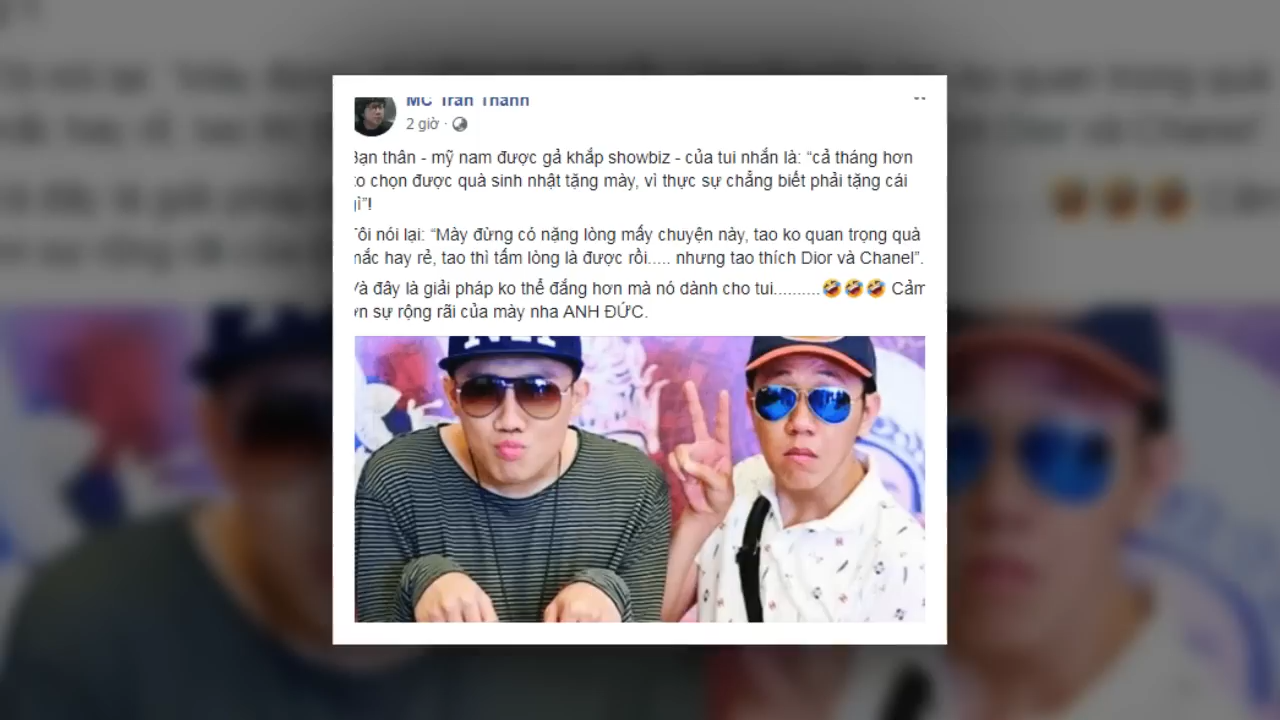 MC Trấn Thành
2 giờ ·
Bạn thân - mỹ nam được gả khắp showbiz - của tui nhắn là: “cả tháng hơn
ko chọn được quà sinh nhật tặng mày, vì thực sự chẳng biết phải tặng cái
gì”!
Tôi nói lại: “Mày đừng có nặng lòng mấy chuyện này, tao ko quan trọng quà
mắc hay rẻ, tao thì tấm lòng là được rồi..... nhưng tao thích Dior và Chanel”.
Và đây là giải pháp ko thể đắng hơn mà nó dành cho tui..........🤣🤣🤣 Cảm
ơn sự rộng rãi của mày nha ANH ĐỨC.